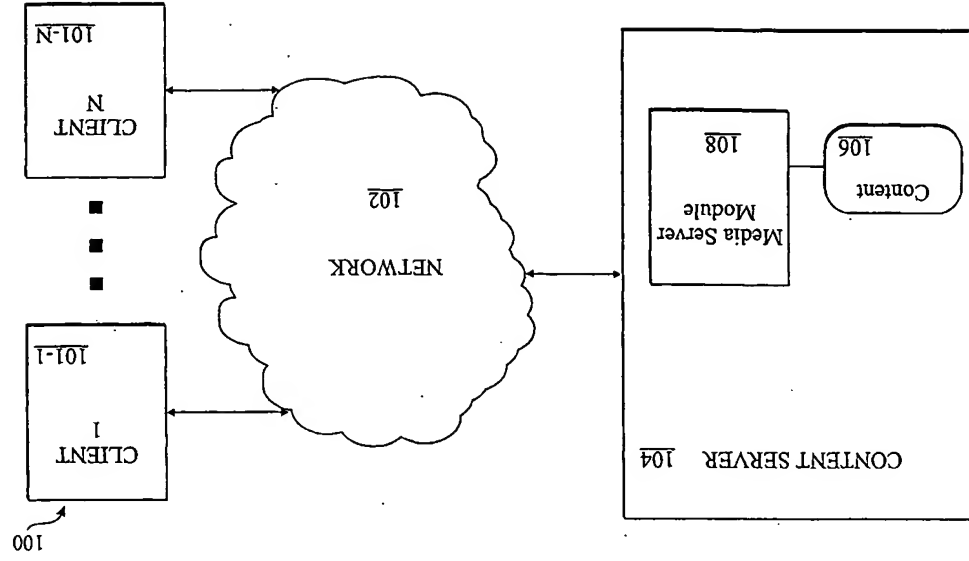 100
CONTENT SERVER 104
Content
106
Media Server
Module
108
NETWORK
102
CLIENT
1
101-1
CLIENT
N
101-N